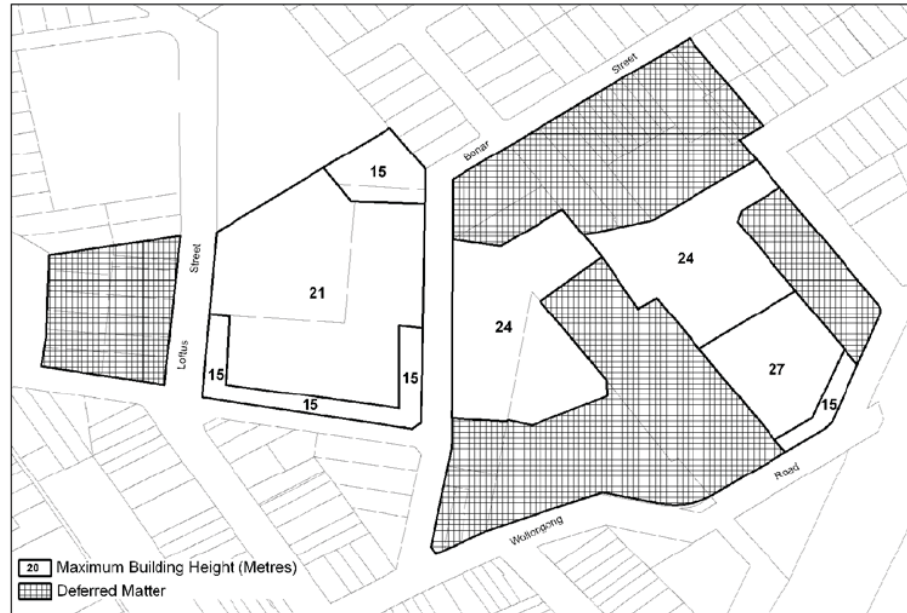 Street
Bonar
15
24
Street
21
24
Loftus
27
15
15
15
15
Road
Wollongong
20 Maximum Building Height (Metres)
Deferred Matter